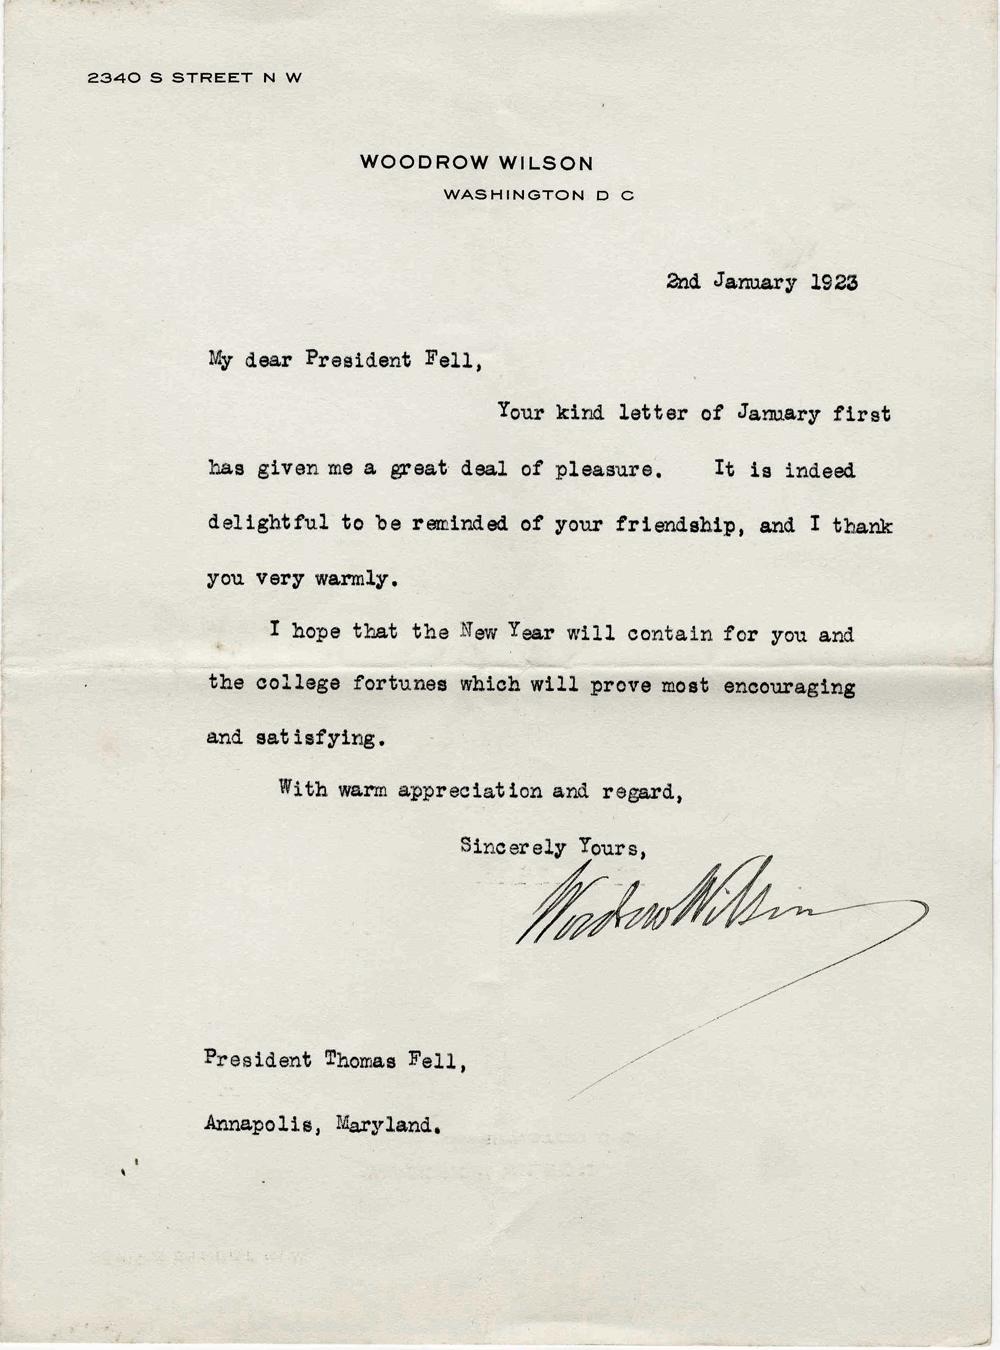 2340 S STREET N W
WOODROW WILSON
WASHINGTON D C
2nd January 1923
My dear President Fell,
Your kind letter of January first
has given me a great deal of pleasure. It is indeed
delightful to be reminded of your friendship, and I thank
you very warmly.
I hope that the New Year will contain for you and
the college fortunes which will prove most encouraging
and satisfying.
With warm appreciation and regard,
Sincerely Yours,
Woodrow Wilson
President Thomas Fell,
Annapolis, Maryland.